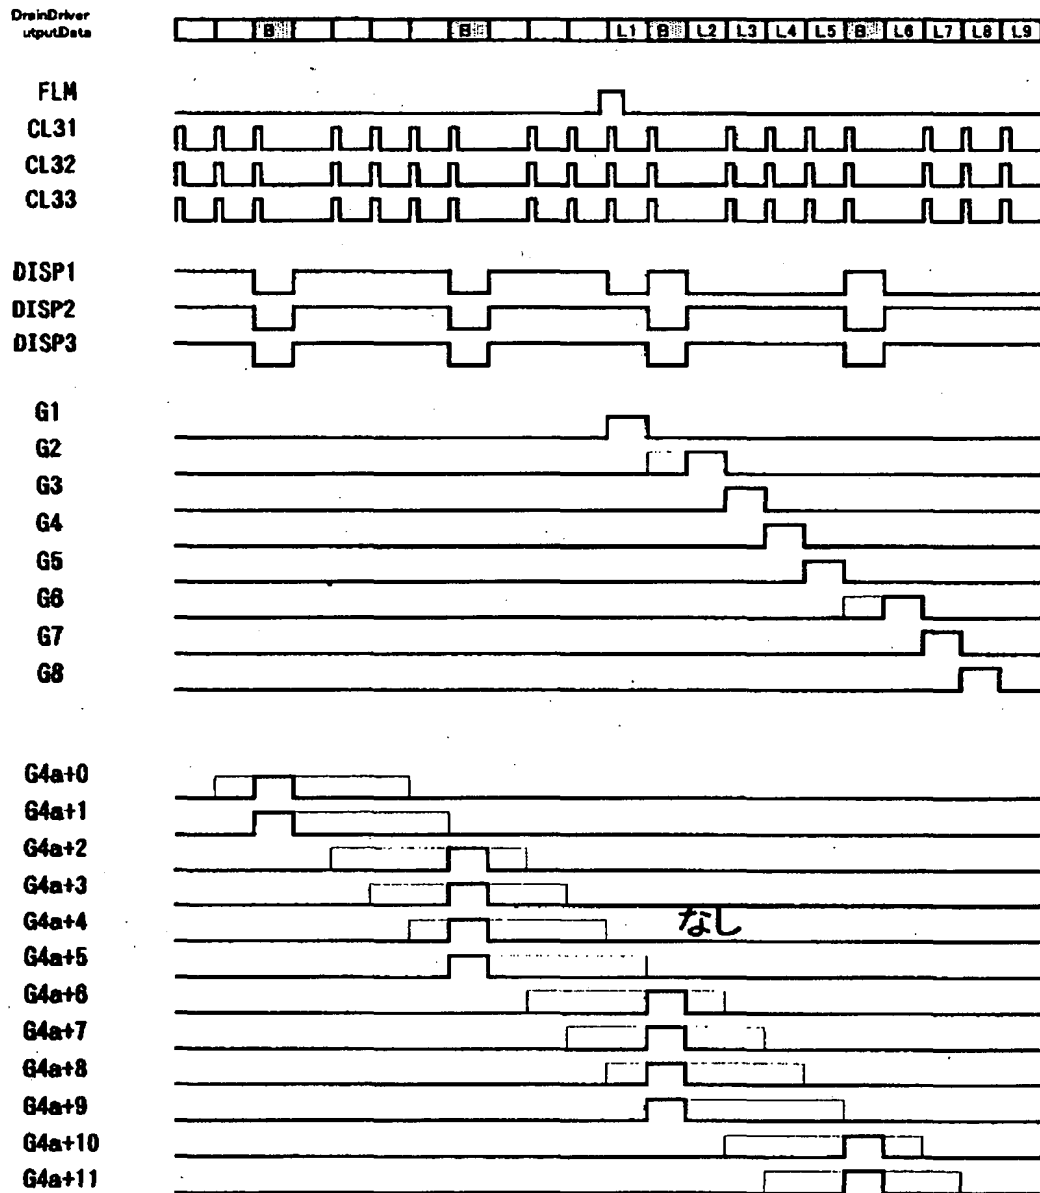 DrainDriver
utputData
B B L1 B L2 L3 L4 L5 B L6 L7 L8 L9
FLM
CL31
CL32
CL33
DISP1
DISP2
DISP3
G1
G2
G3
G4
G5
G6
G7
G8
G4a+0
G4a+1
G4a+2
G4a+3
G4a+4
なし
G4a+5
G4a+6
G4a+7
G4a+8
G4a+9
G4a+10
G4a+11